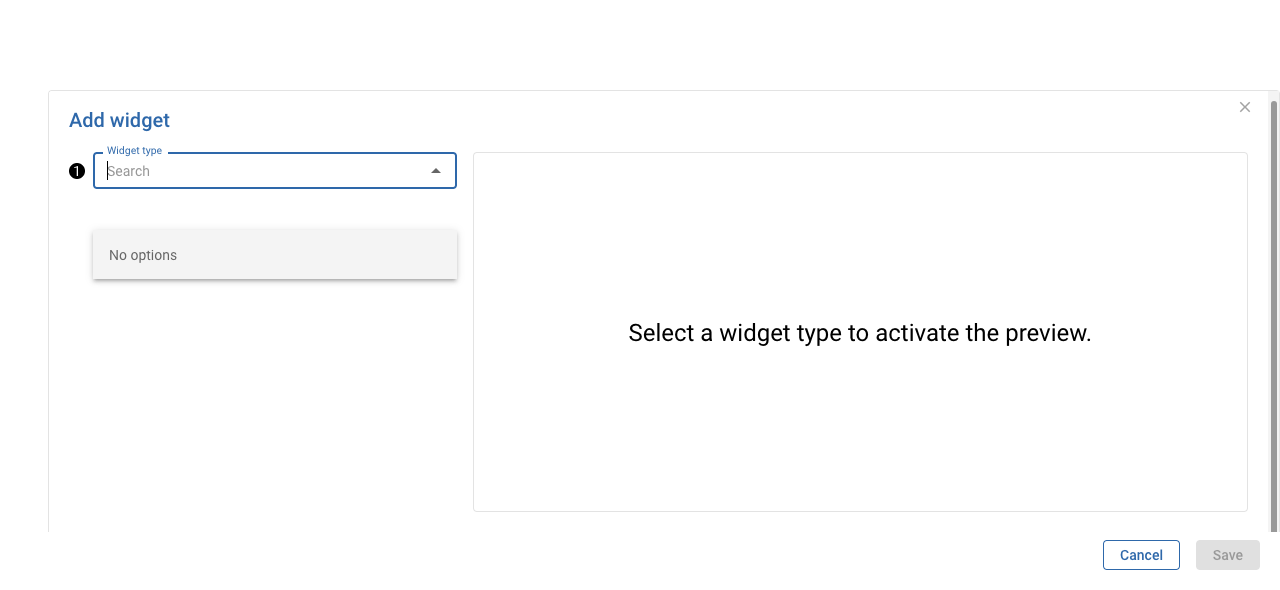 Add widget
Widget type
1
Search
No options
Select a widget type to activate the preview.
Cancel
Save